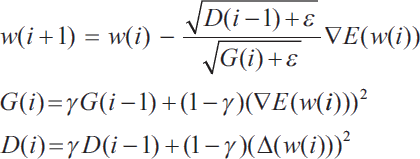 w(i+1) = w(i) − √(D(i−1)+ε) / √(G(i)+ε) ∇E(w(i))
G(i)=γG(i−1)+(1−γ)(∇E(w(i)))²
D(i)=γD(i−1)+(1−γ)(Δ(w(i)))²